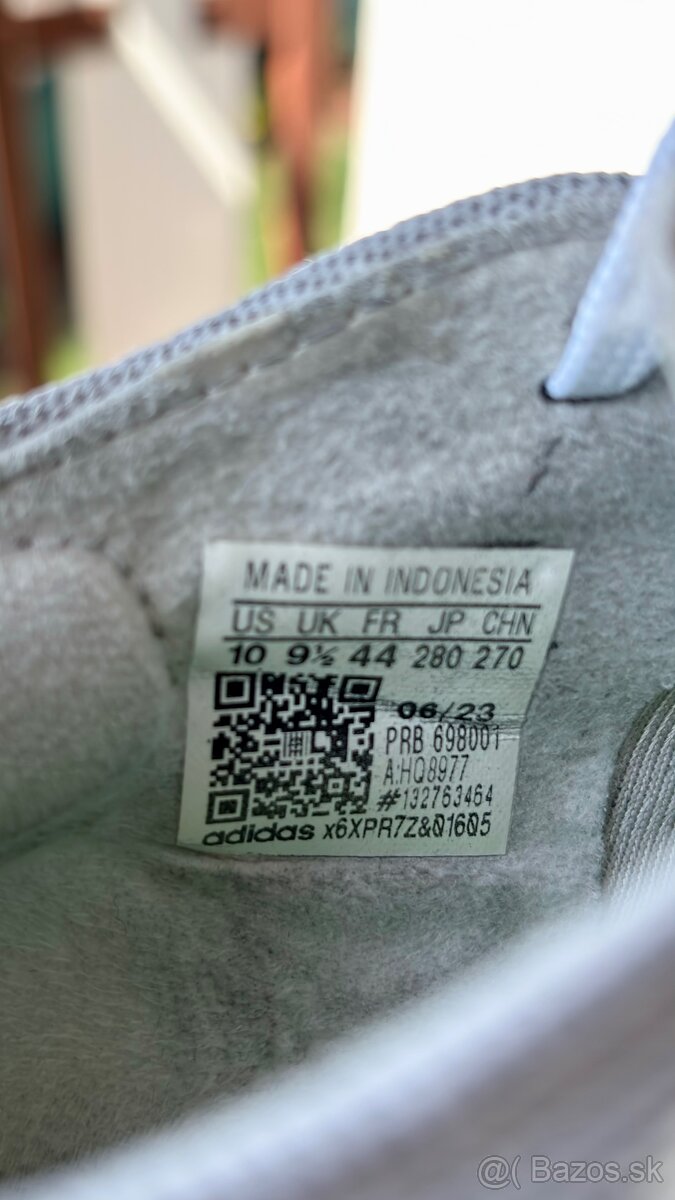 MADE IN INDONESIA
US UK FR JP CHN
10 9½ 44 280 270
06/23
PRB 698001
A:HQ8977
#132763464
adidas x6XPR7Z&01605
@( Bazos.sk